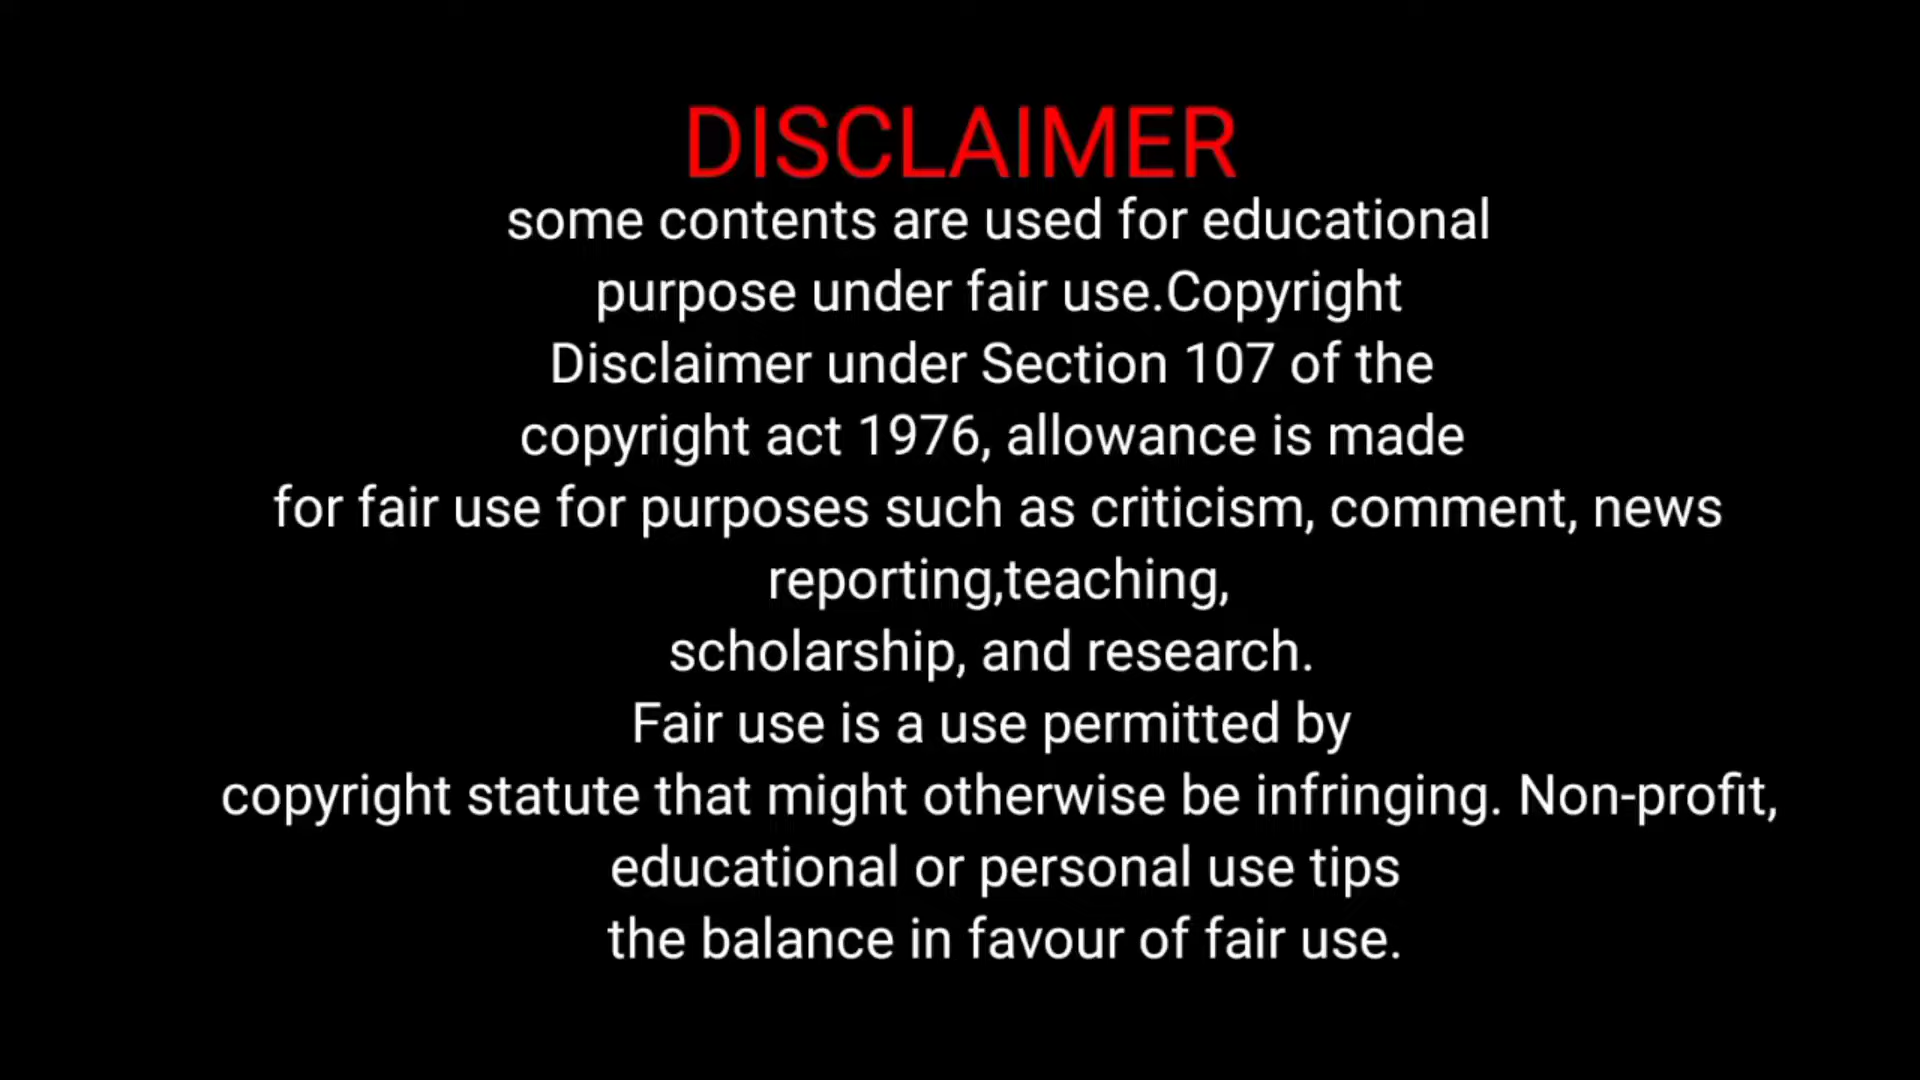 DISCLAIMER
some contents are used for educational
purpose under fair use.Copyright
Disclaimer under Section 107 of the
copyright act 1976, allowance is made
for fair use for purposes such as criticism, comment, news
reporting,teaching,
scholarship, and research.
Fair use is a use permitted by
copyright statute that might otherwise be infringing. Non-profit,
educational or personal use tips
the balance in favour of fair use.